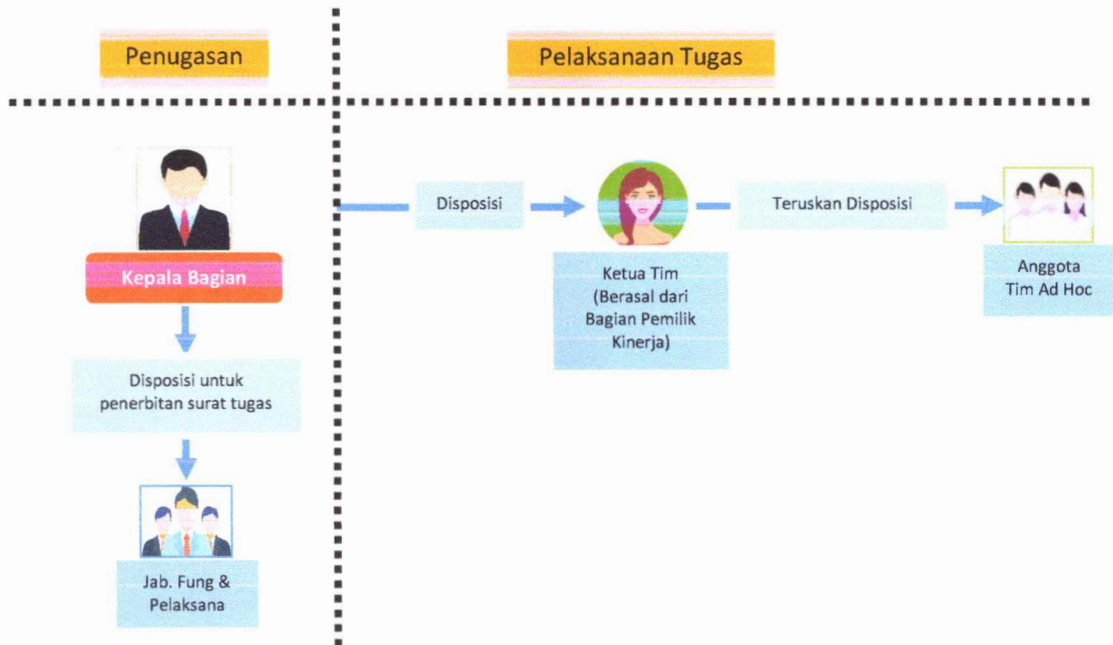 Penugasan
Pelaksanaan Tugas
Kepala Bagian
Disposisi untuk
penerbitan surat tugas
Jab. Fung &
Pelaksana
Disposisi
Ketua Tim
(Berasal dari
Bagian Pemilik
Kinerja)
Teruskan Disposisi
Anggota
Tim Ad Hoc